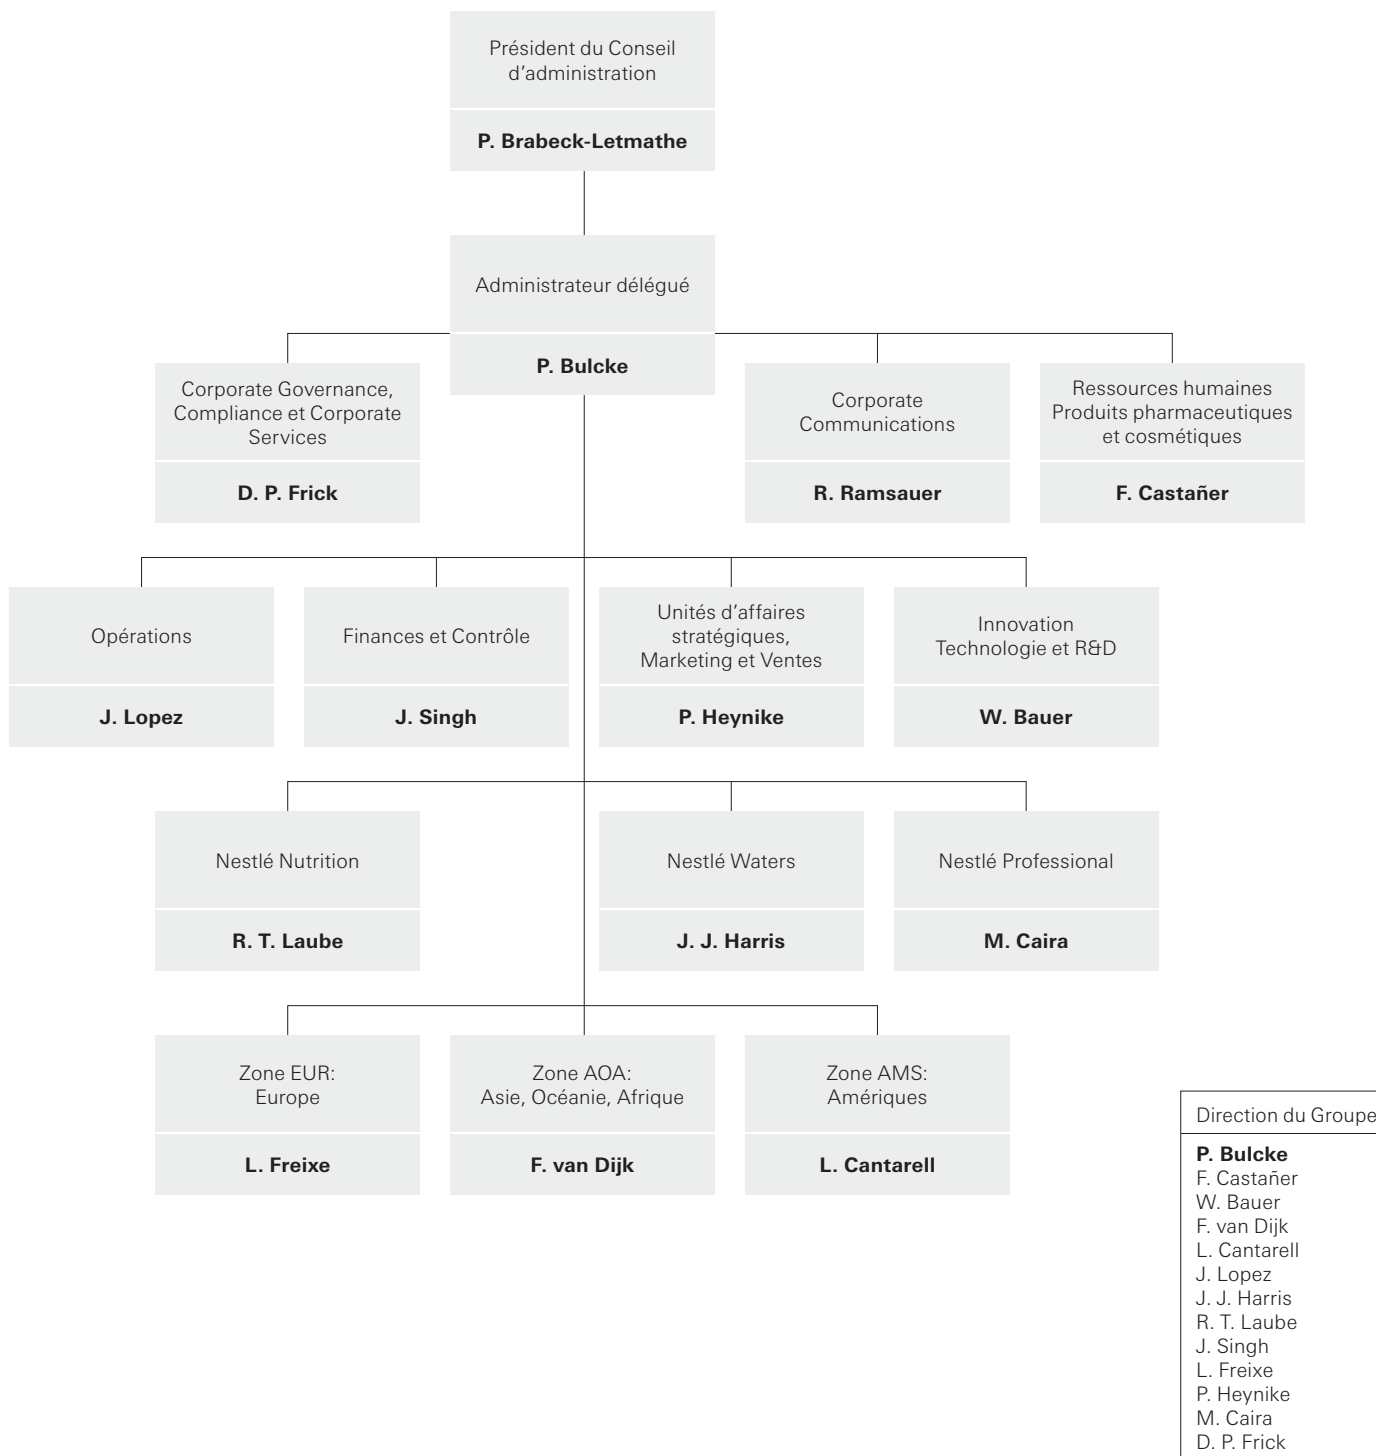 Président du Conseil
d'administration
P. Brabeck-Letmathe
Administrateur délégué
P. Bulcke
Corporate Governance,
Compliance et Corporate
Services
D. P. Frick
Corporate
Communications
R. Ramsauer
Ressources humaines
Produits pharmaceutiques
et cosmétiques
F. Castañer
Opérations
J. Lopez
Finances et Contrôle
J. Singh
Unités d'affaires
stratégiques,
Marketing et Ventes
P. Heynike
Innovation
Technologie et R&D
W. Bauer
Nestlé Nutrition
R. T. Laube
Nestlé Waters
J. J. Harris
Nestlé Professional
M. Caira
Zone EUR:
Europe
L. Freixe
Zone AOA:
Asie, Océanie, Afrique
F. van Dijk
Zone AMS:
Amériques
L. Cantarell
Direction du Groupe
P. Bulcke
F. Castañer
W. Bauer
F. van Dijk
L. Cantarell
J. Lopez
J. J. Harris
R. T. Laube
J. Singh
L. Freixe
P. Heynike
M. Caira
D. P. Frick